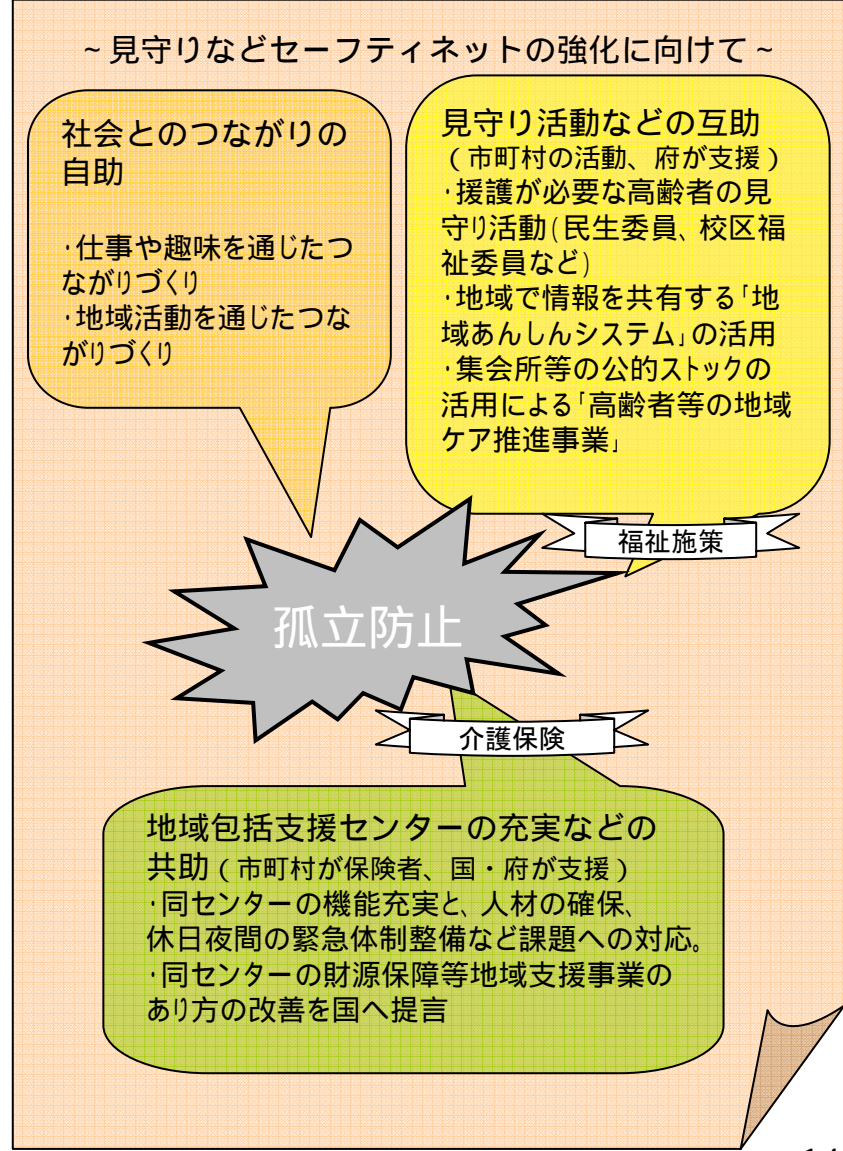 ~見守りなどセーフティネットの強化に向けて~
社会とのつながりの
自助
・仕事や趣味を通じたつ
ながりづくり
・地域活動を通じたつな
がりづくり
見守り活動などの互助
(市町村の活動、府が支援)
・援護が必要な高齢者の見
守り活動(民生委員、校区福
祉委員など)
・地域で情報を共有する「地
域あんしんシステム」の活用
・集会所等の公的ストックの
活用による「高齢者等の地域
ケア推進事業」
福祉施策
孤立防止
介護保険
地域包括支援センターの充実などの
共助(市町村が保険者、国・府が支援)
・同センターの機能充実と、人材の確保、
休日夜間の緊急体制整備など課題への対応。
・同センターの財源保障等地域支援事業の
あり方の改善を国へ提言